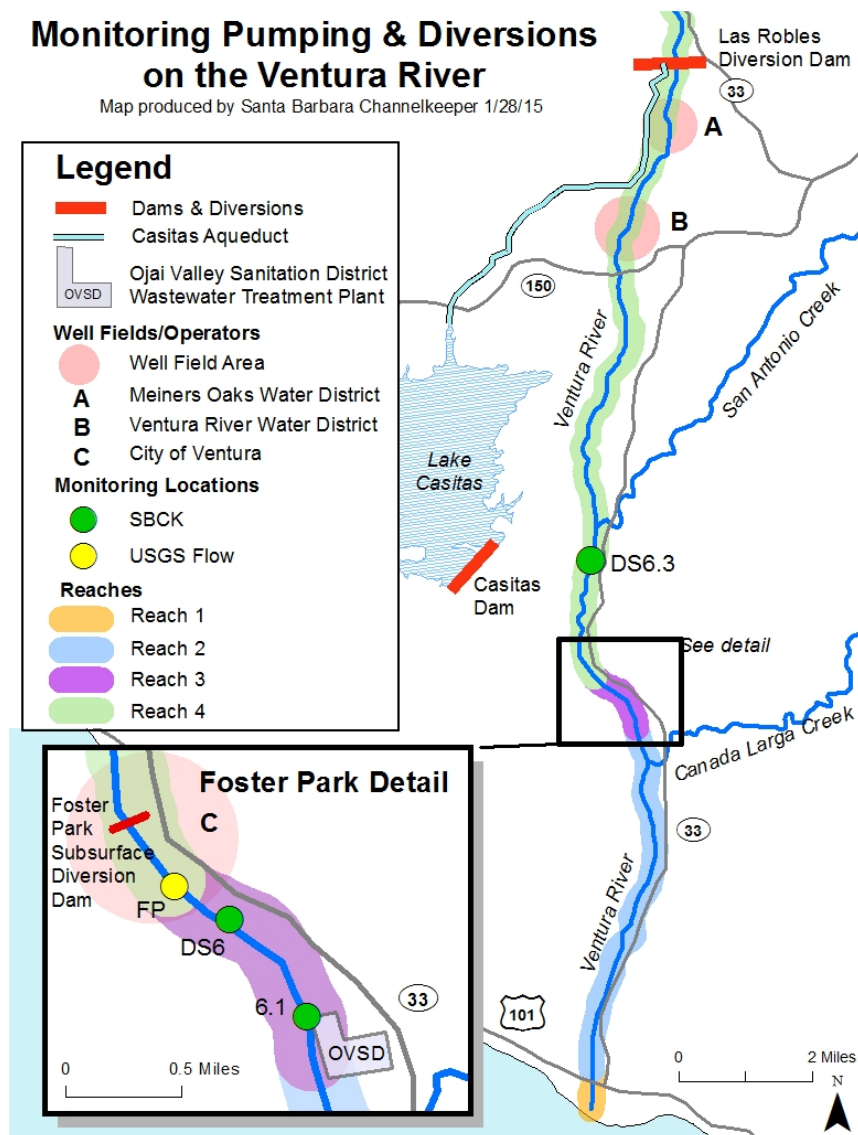 Monitoring Pumping & Diversions
on the Ventura River
Map produced by Santa Barbara Channelkeeper 1/28/15
Las Robles
Diversion Dam
33
A
B
150
Legend
Dams & Diversions
Casitas Aqueduct
OVSD
Ojai Valley Sanitation District
Wastewater Treatment Plant
Well Fields/Operators
Well Field Area
A Meiners Oaks Water District
B Ventura River Water District
C City of Ventura
Monitoring Locations
SBCK
USGS Flow
Reaches
Reach 1
Reach 2
Reach 3
Reach 4
Ventura River
San Antonio Creek
Lake
Casitas
DS6.3
Casitas
Dam
See detail
Canada Larga Creek
33
Ventura River
101
Foster Park Detail
C
Foster
Park
Subsurface
Diversion
Dam
FP
DS6
6.1
33
OVSD
0 0.5 Miles
0 2 Miles
N